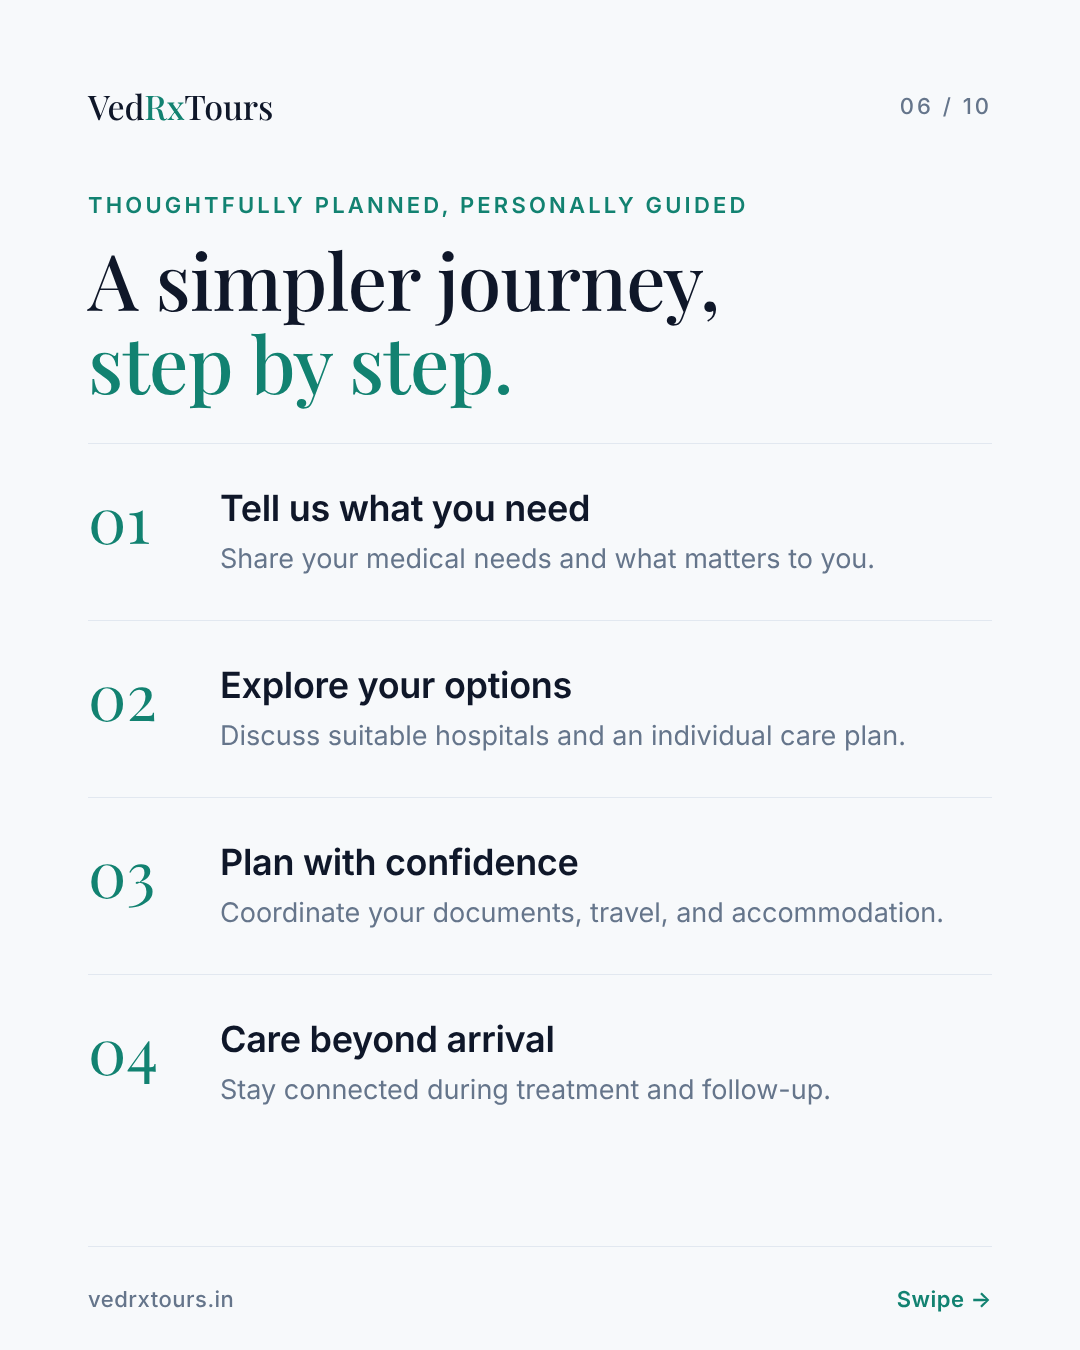 VedRxTours
06 / 10
THOUGHTFULLY PLANNED, PERSONALLY GUIDED
A simpler journey,
step by step.
01
Tell us what you need
Share your medical needs and what matters to you.
02
Explore your options
Discuss suitable hospitals and an individual care plan.
03
Plan with confidence
Coordinate your documents, travel, and accommodation.
04
Care beyond arrival
Stay connected during treatment and follow-up.
vedrxtours.in
Swipe →